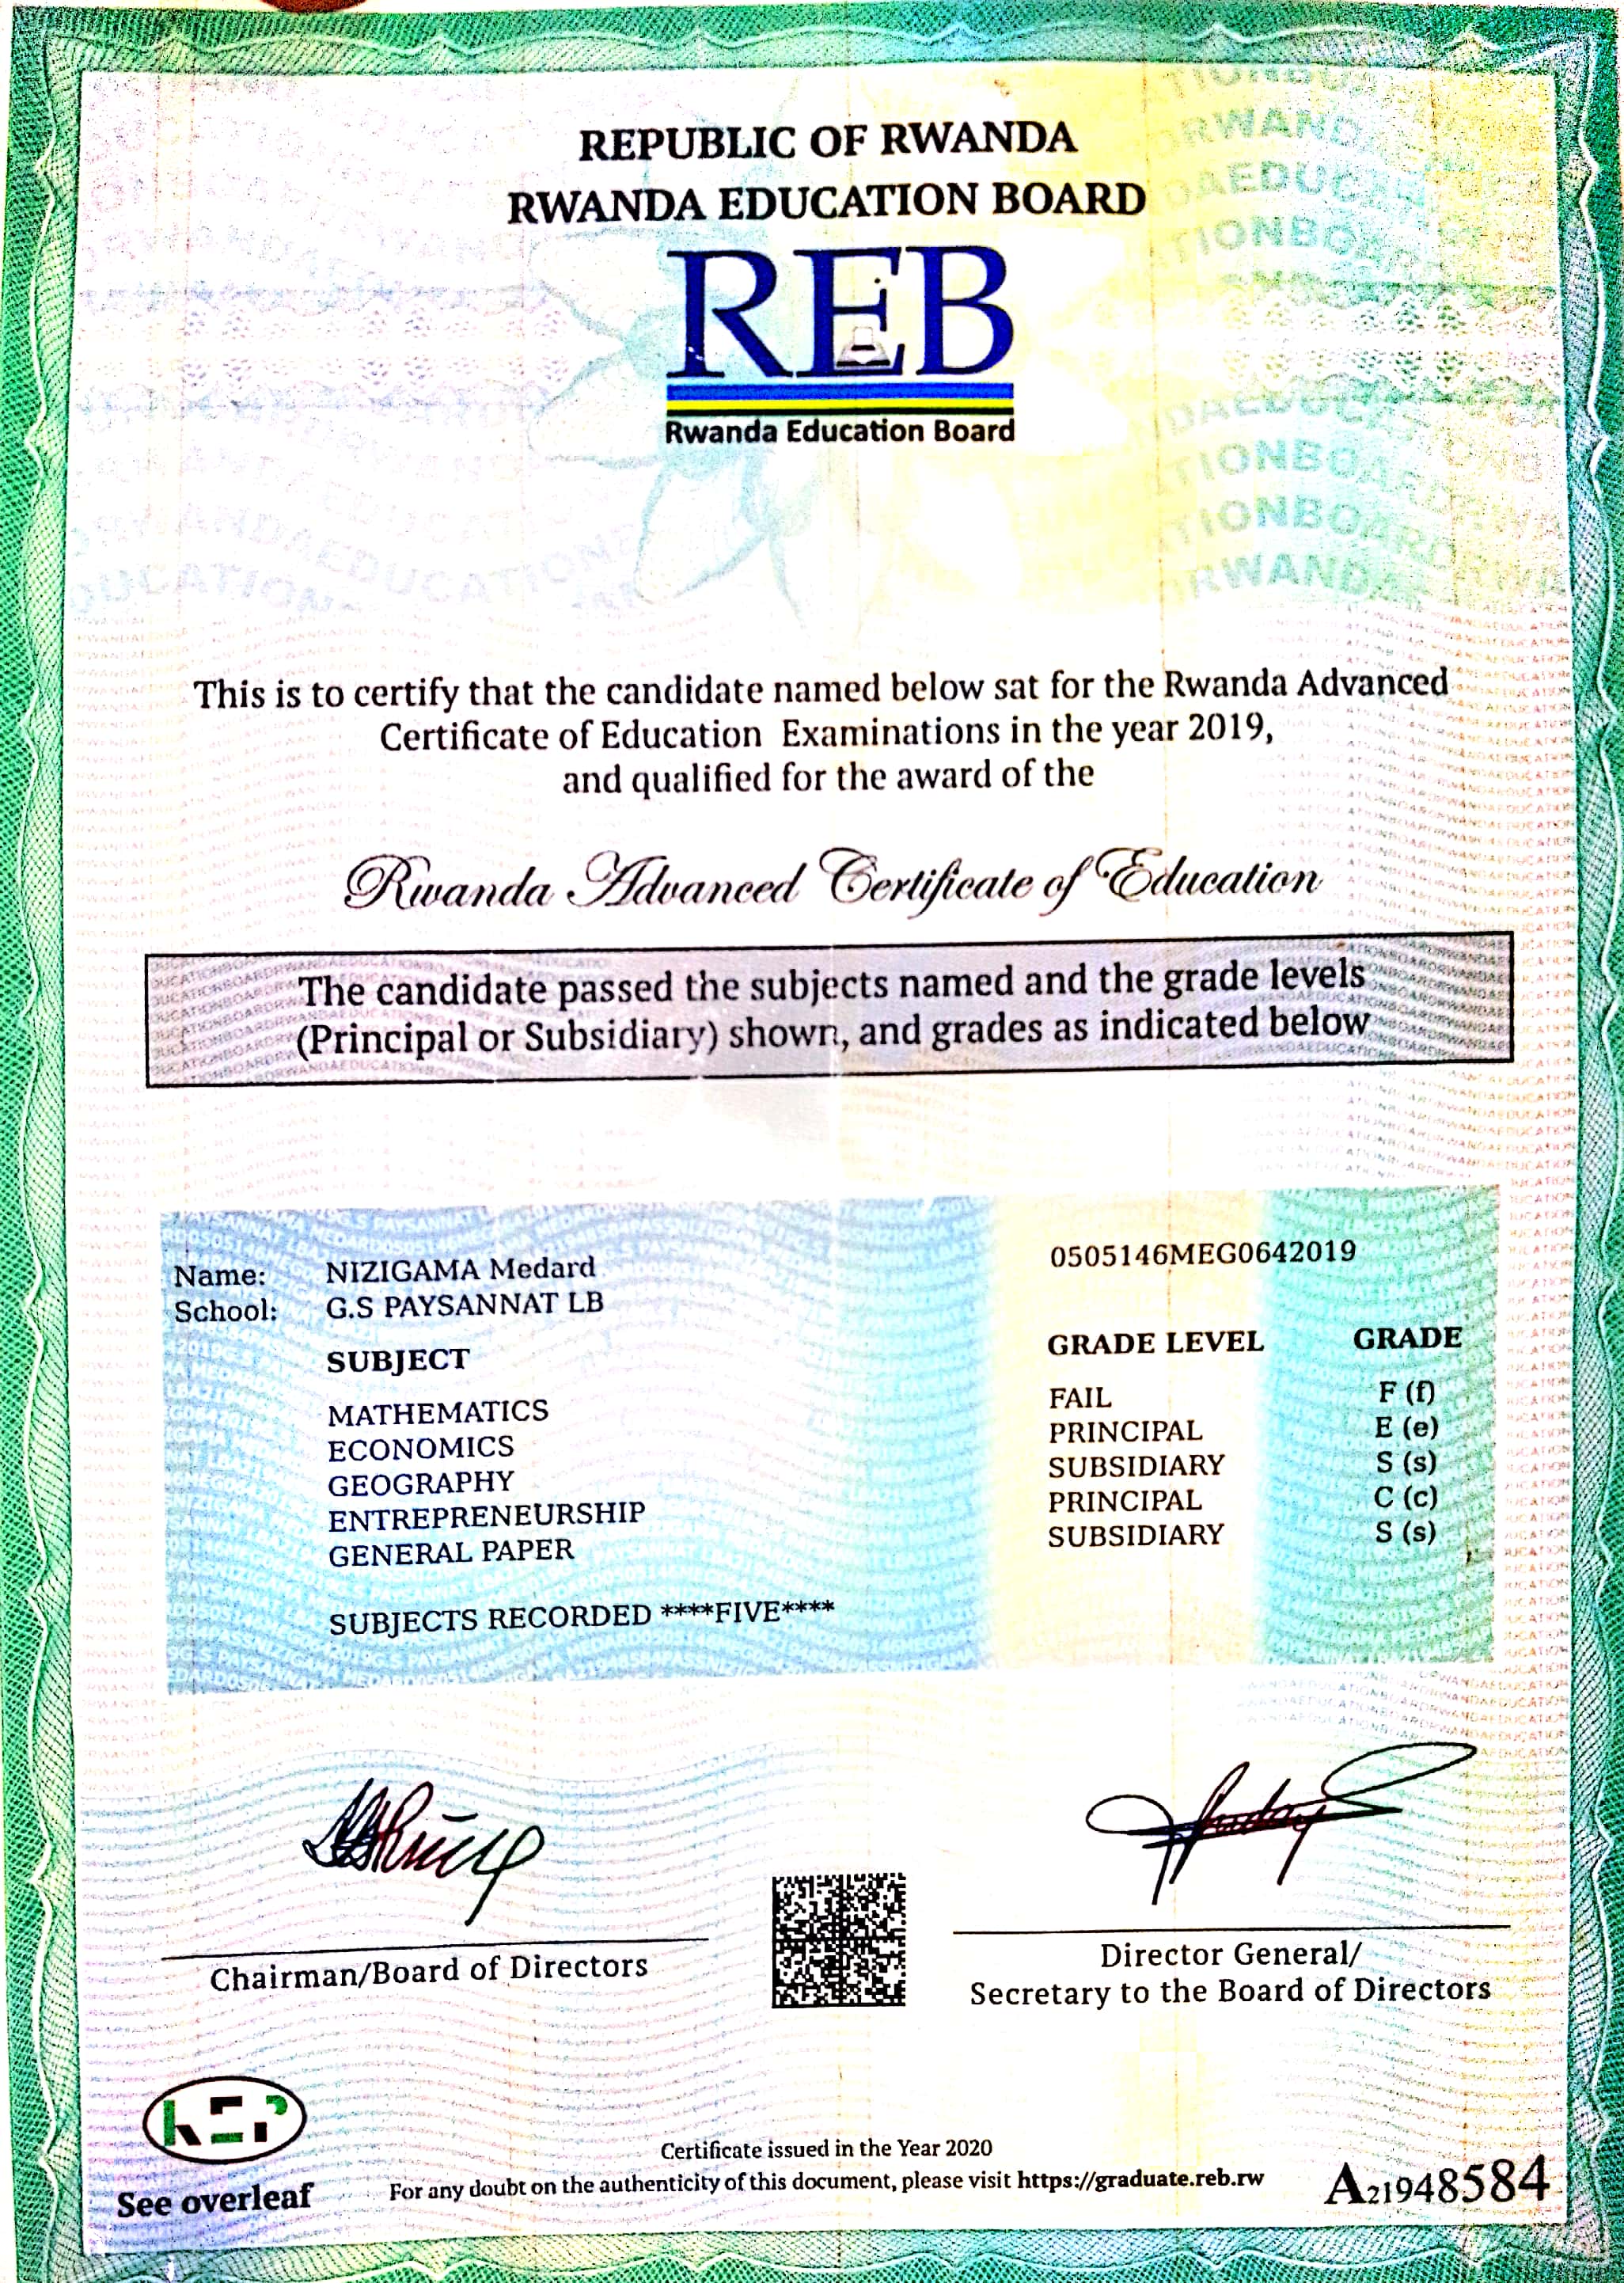 REPUBLIC OF RWANDA
RWANDA EDUCATION BOARD
REB
Rwanda Education Board
This is to certify that the candidate named below sat for the Rwanda Advanced
Certificate of Education Examinations in the year 2019,
and qualified for the award of the
Rwanda Advanced Certificate of Education
The candidate passed the subjects named and the grade levels
(Principal or Subsidiary) shown, and grades as indicated below
Name: NIZIGAMA Medard 0505146MEG0642019
School: G.S PAYSANNAT LB
SUBJECT GRADE LEVEL GRADE
MATHEMATICS FAIL F (f)
ECONOMICS PRINCIPAL E (e)
GEOGRAPHY SUBSIDIARY S (s)
ENTREPRENEURSHIP PRINCIPAL C (c)
GENERAL PAPER SUBSIDIARY S (s)
SUBJECTS RECORDED ****FIVE****
Chairman/Board of Directors
Director General/
Secretary to the Board of Directors
See overleaf
Certificate issued in the Year 2020
For any doubt on the authenticity of this document, please visit https://graduate.reb.rw
A21948584